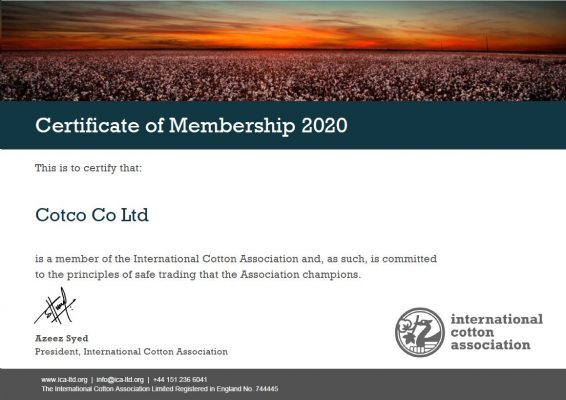 Certificate of Membership 2020
This is to certify that:
Cotco Co Ltd
is a member of the International Cotton Association and, as such, is committed
to the principles of safe trading that the Association champions.
Azeez Syed
President, International Cotton Association
international
cotton
association
www.ica-ltd.org | info@ica-ltd.org | +44 151 236 6041
The International Cotton Association Limited Registered in England No. 744445